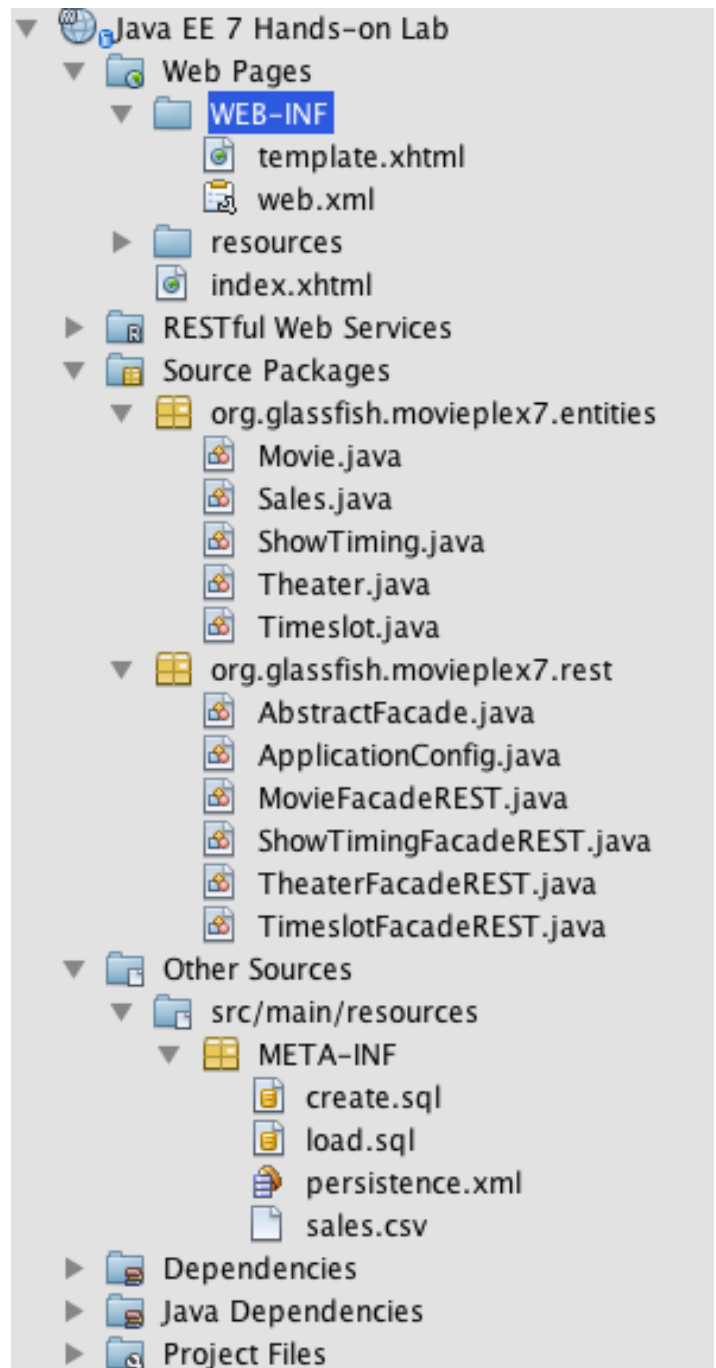 Java EE 7 Hands-on Lab
Web Pages
WEB-INF
template.xhtml
web.xml
resources
index.xhtml
RESTful Web Services
Source Packages
org.glassfish.movieplex7.entities
Movie.java
Sales.java
ShowTiming.java
Theater.java
Timeslot.java
org.glassfish.movieplex7.rest
AbstractFacade.java
ApplicationConfig.java
MovieFacadeREST.java
ShowTimingFacadeREST.java
TheaterFacadeREST.java
TimeslotFacadeREST.java
Other Sources
src/main/resources
META-INF
create.sql
load.sql
persistence.xml
sales.csv
Dependencies
Java Dependencies
Project Files